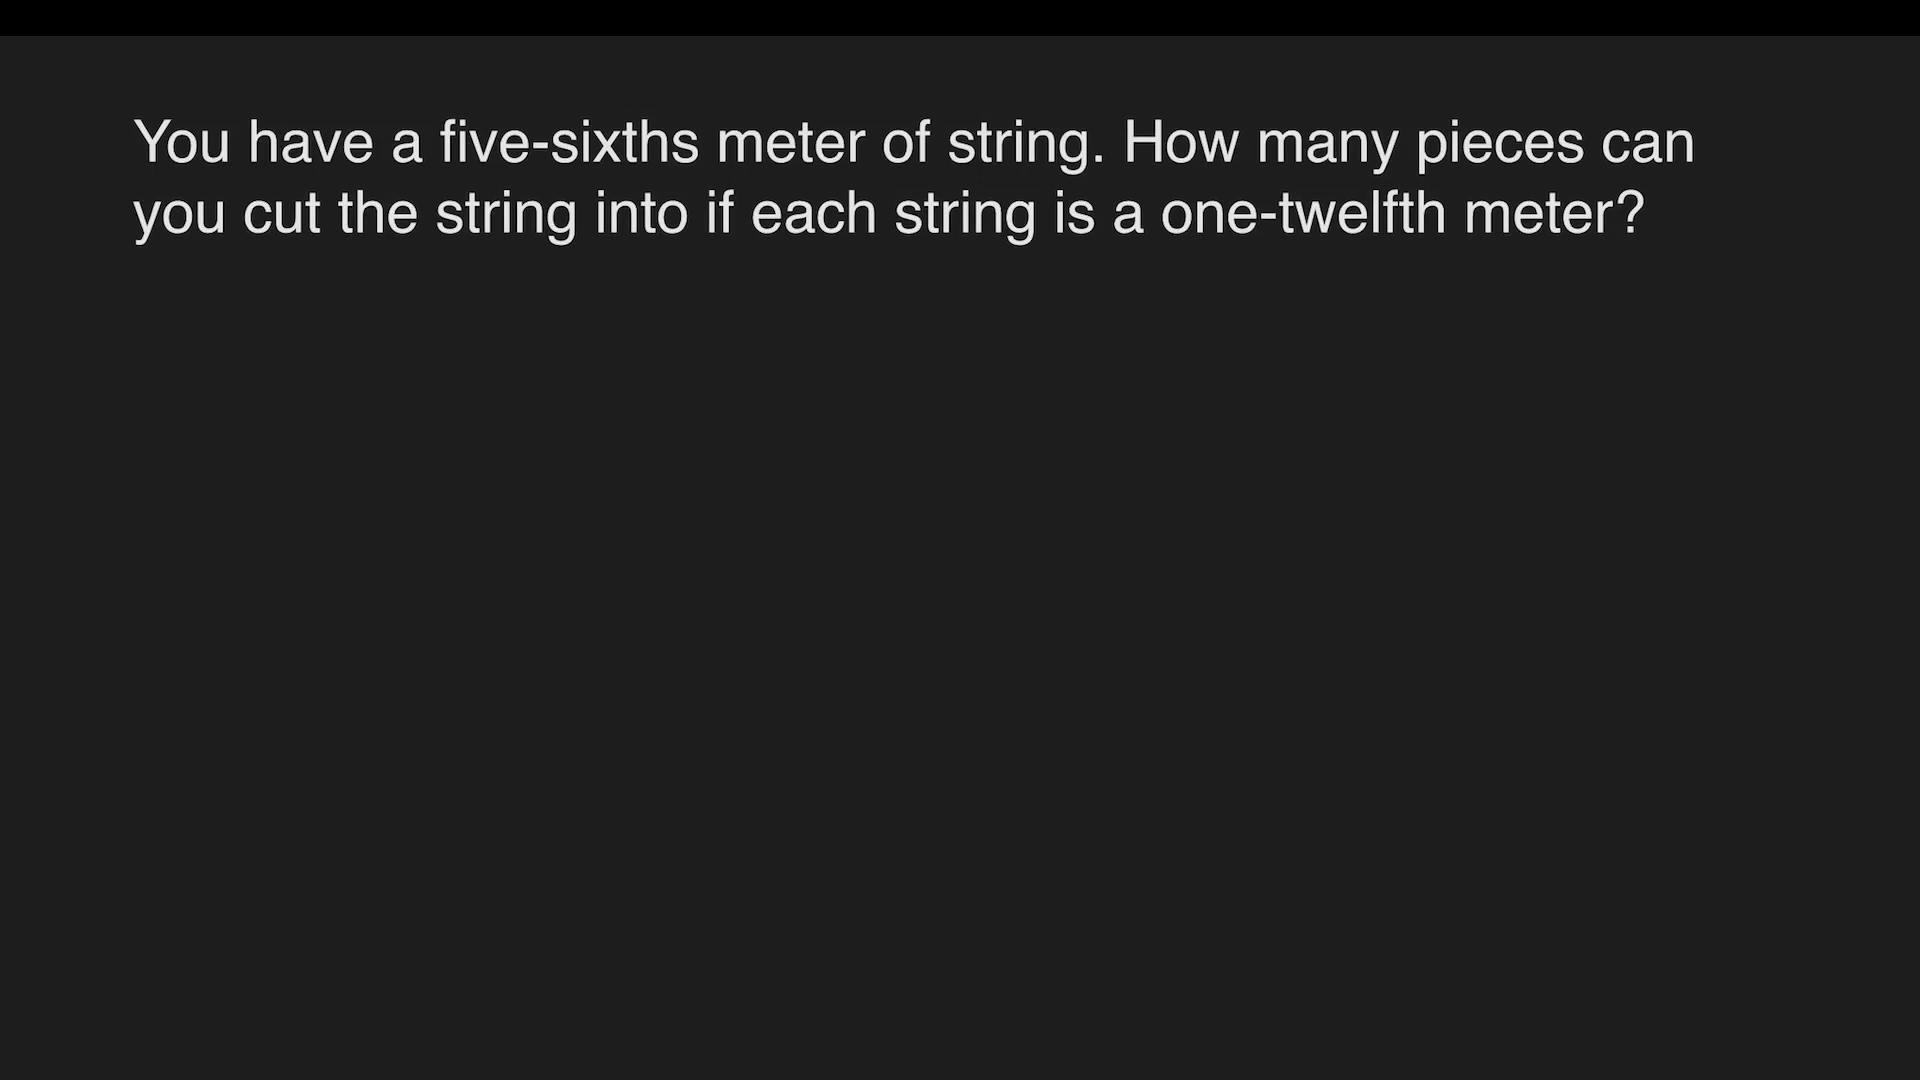 You have a five-sixths meter of string. How many pieces can
you cut the string into if each string is a one-twelfth meter?